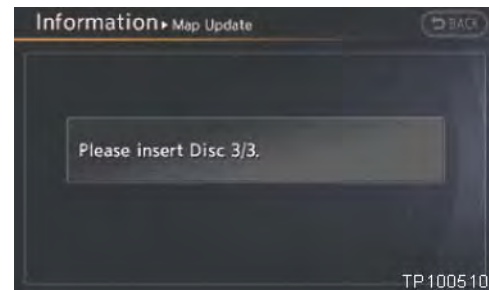 Information ▸ Map Update
BACK
Please insert Disc 3/3.
TP100510